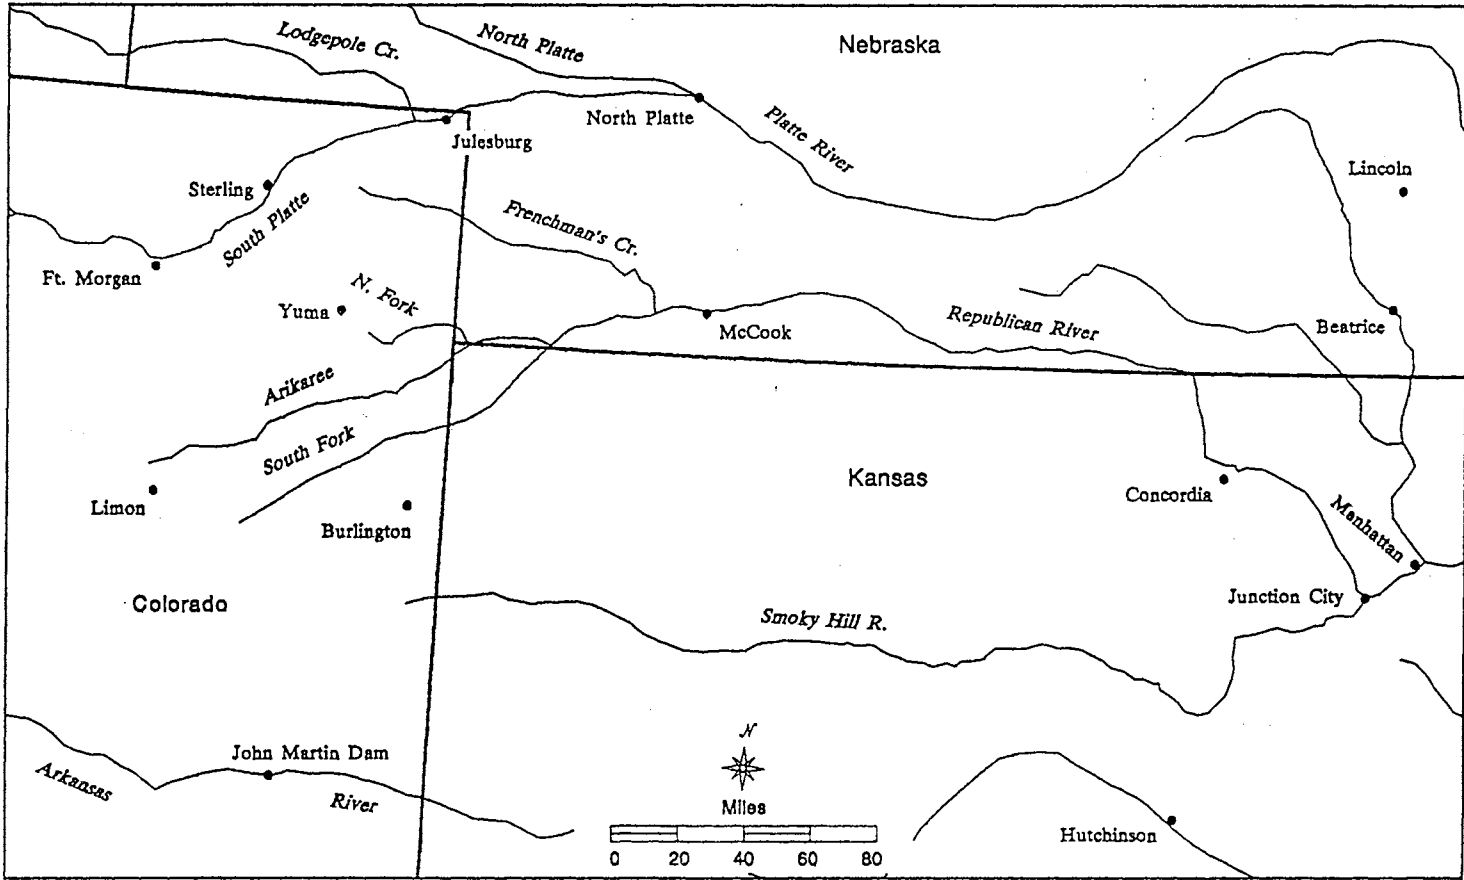 Lodgepole Cr.
North Platte
Nebraska
North Platte
Platte River
Julesburg
Lincoln
Sterling
South Platte
Frenchman's Cr.
Ft. Morgan
Yuma
N. Fork
McCook
Republican River
Beatrice
Arikaree
South Fork
Limon
Burlington
Kansas
Concordia
Manhattan
Colorado
Junction City
Smoky Hill R.
John Martin Dam
Arkansas
River
N
Miles
0 20 40 60 80
Hutchinson